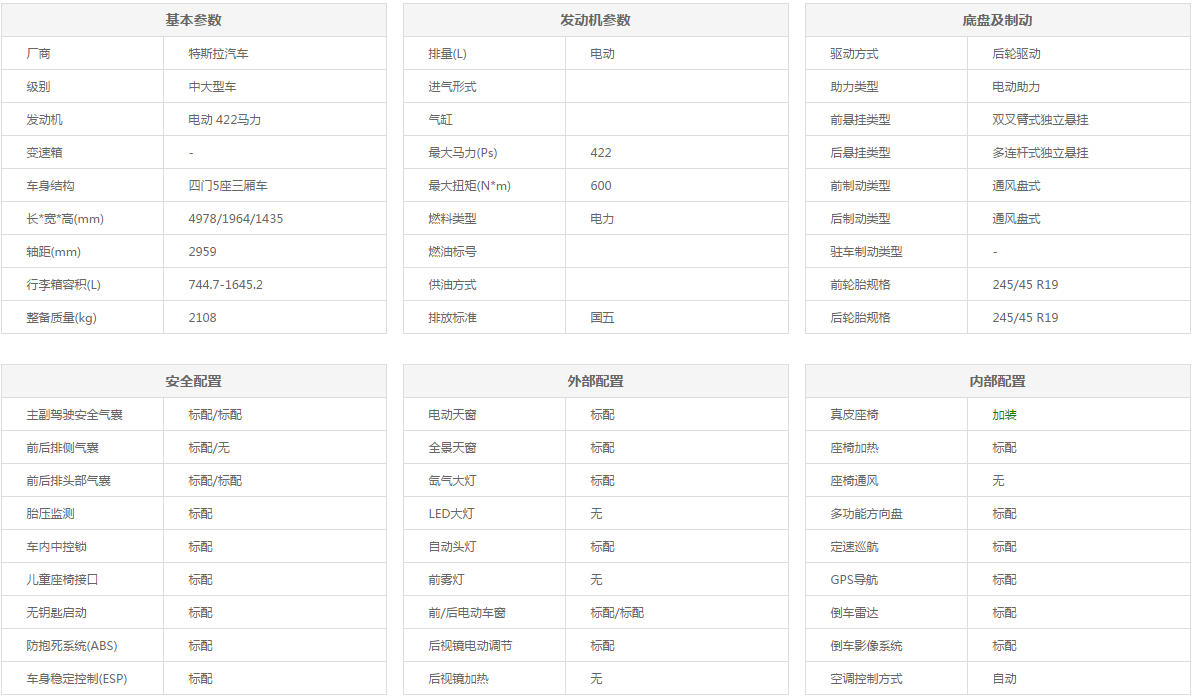 基本参数
厂商 特斯拉汽车
级别 中大型车
发动机 电动 422马力
变速箱 -
车身结构 四门5座三厢车
长*宽*高(mm) 4978/1964/1435
轴距(mm) 2959
行李箱容积(L) 744.7-1645.2
整备质量(kg) 2108
发动机参数
排量(L) 电动
进气形式
气缸
最大马力(Ps) 422
最大扭矩(N*m) 600
燃料类型 电力
燃油标号
供油方式
排放标准 国五
底盘及制动
驱动方式 后轮驱动
助力类型 电动助力
前悬挂类型 双叉臂式独立悬挂
后悬挂类型 多连杆式独立悬挂
前制动类型 通风盘式
后制动类型 通风盘式
驻车制动类型 -
前轮胎规格 245/45 R19
后轮胎规格 245/45 R19
安全配置
主副驾驶安全气囊 标配/标配
前后排侧气囊 标配/无
前后排头部气囊 标配/标配
胎压监测 标配
车内中控锁 标配
儿童座椅接口 标配
无钥匙启动 标配
防抱死系统(ABS) 标配
车身稳定控制(ESP) 标配
外部配置
电动天窗 标配
全景天窗 标配
氙气大灯 标配
LED大灯 无
自动头灯 标配
前雾灯 无
前/后电动车窗 标配/标配
后视镜电动调节 标配
后视镜加热 无
内部配置
真皮座椅 加装
座椅加热 标配
座椅通风 无
多功能方向盘 标配
定速巡航 标配
GPS导航 标配
倒车雷达 标配
倒车影像系统 标配
空调控制方式 自动